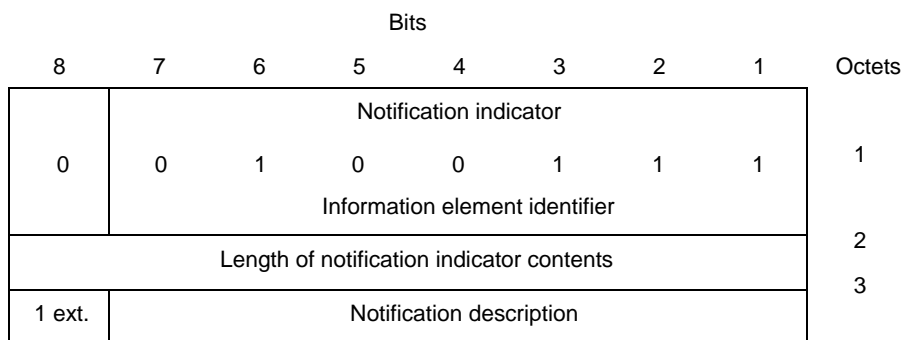 Bits
8 7 6 5 4 3 2 1 Octets
Notification indicator
0 0 1 0 0 1 1 1 1
Information element identifier
Length of notification indicator contents 2
3
1 ext. Notification description